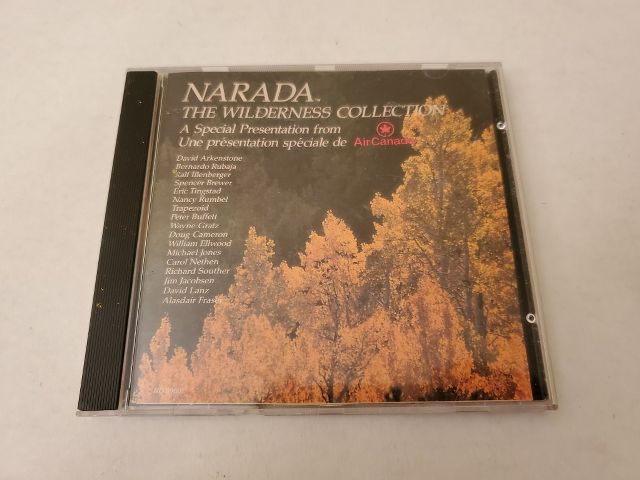 NARADA™
THE WILDERNESS COLLECTION
A Special Presentation from
Une présentation spéciale de Air Canada
David Arkenstone
Bernardo Rubaja
Ralf Illenberger
Spencer Brewer
Eric Tingstad
Nancy Rumbel
Trapezoid
Peter Buffett
Wayne Gratz
Doug Cameron
William Ellwood
Michael Jones
Carol Nethen
Richard Souther
Jim Jacobsen
David Lanz
Alasdair Fraser